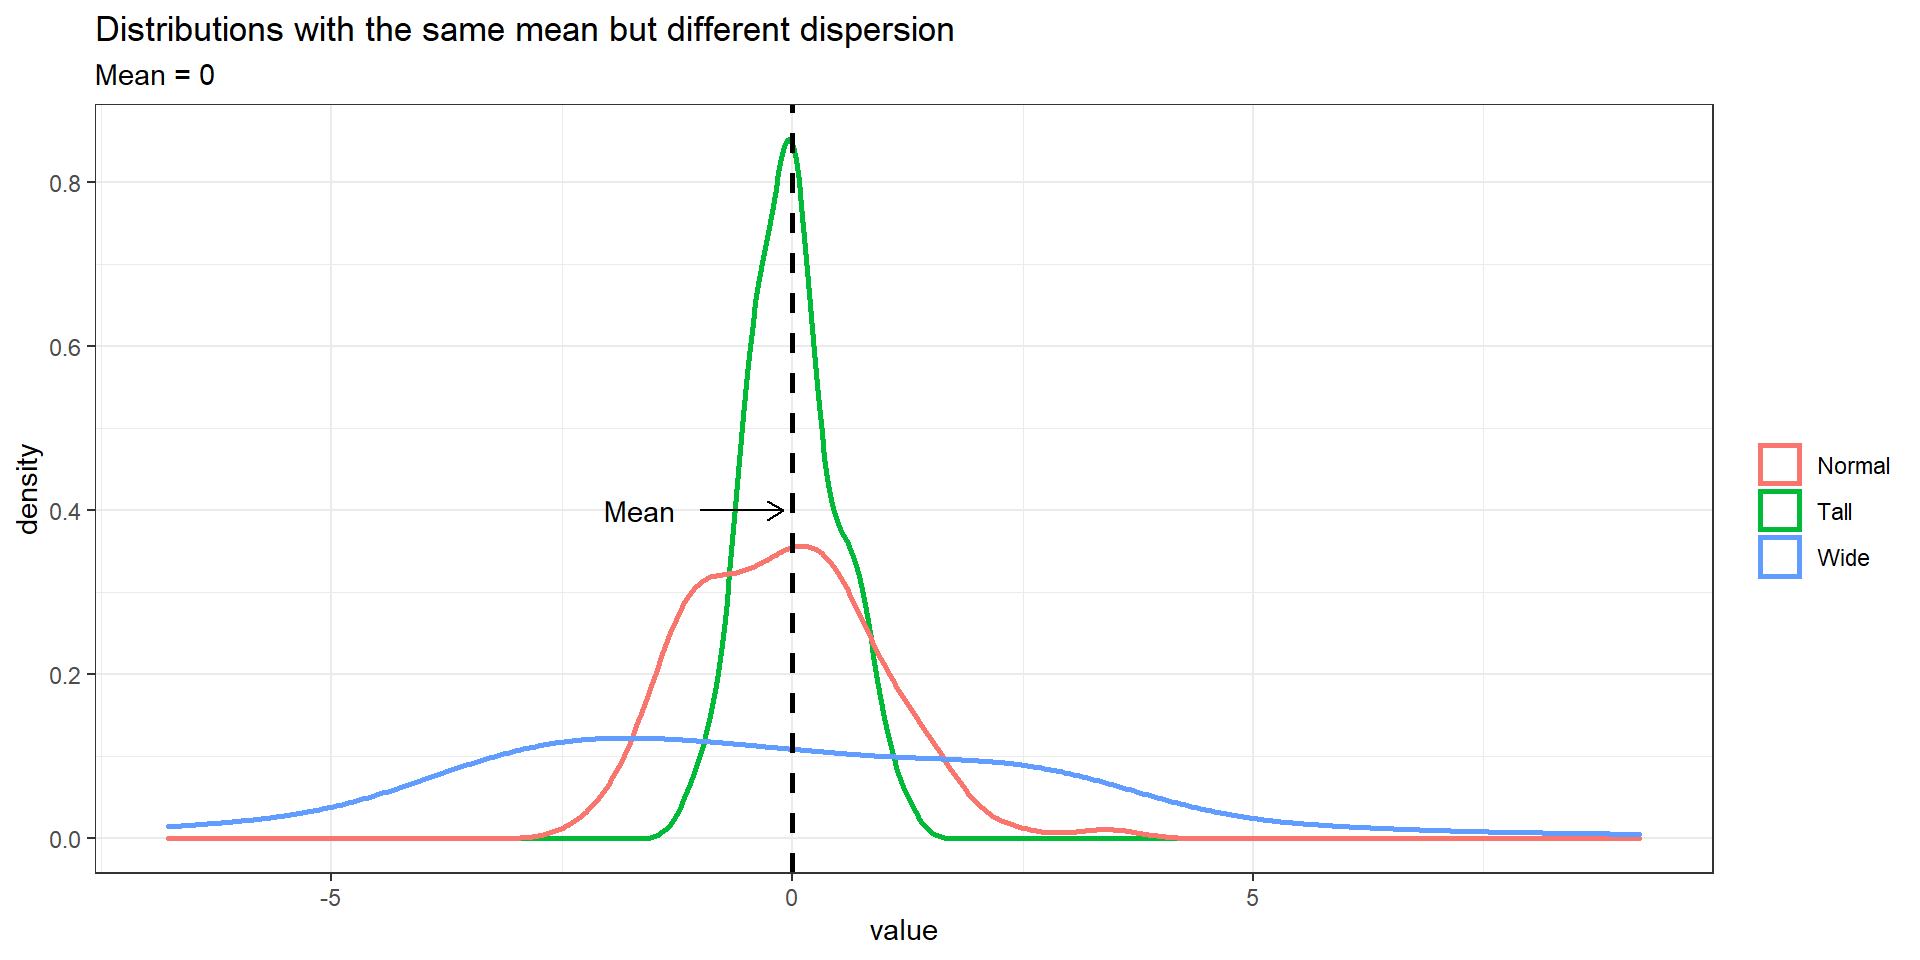 Distributions with the same mean but different dispersion
Mean = 0
density
0.8
0.6
0.4
0.2
0.0
Mean
-5
0
5
value
Normal
Tall
Wide